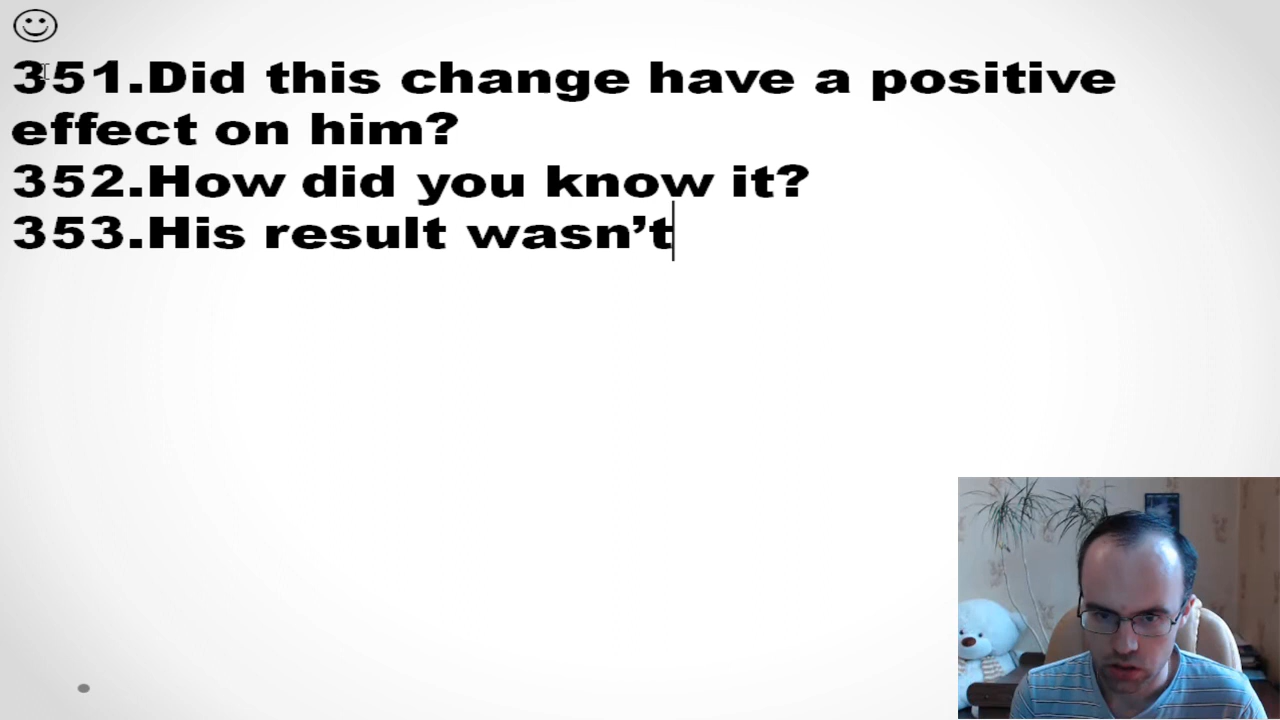 351.Did this change have a positive
effect on him?
352.How did you know it?
353.His result wasn’t